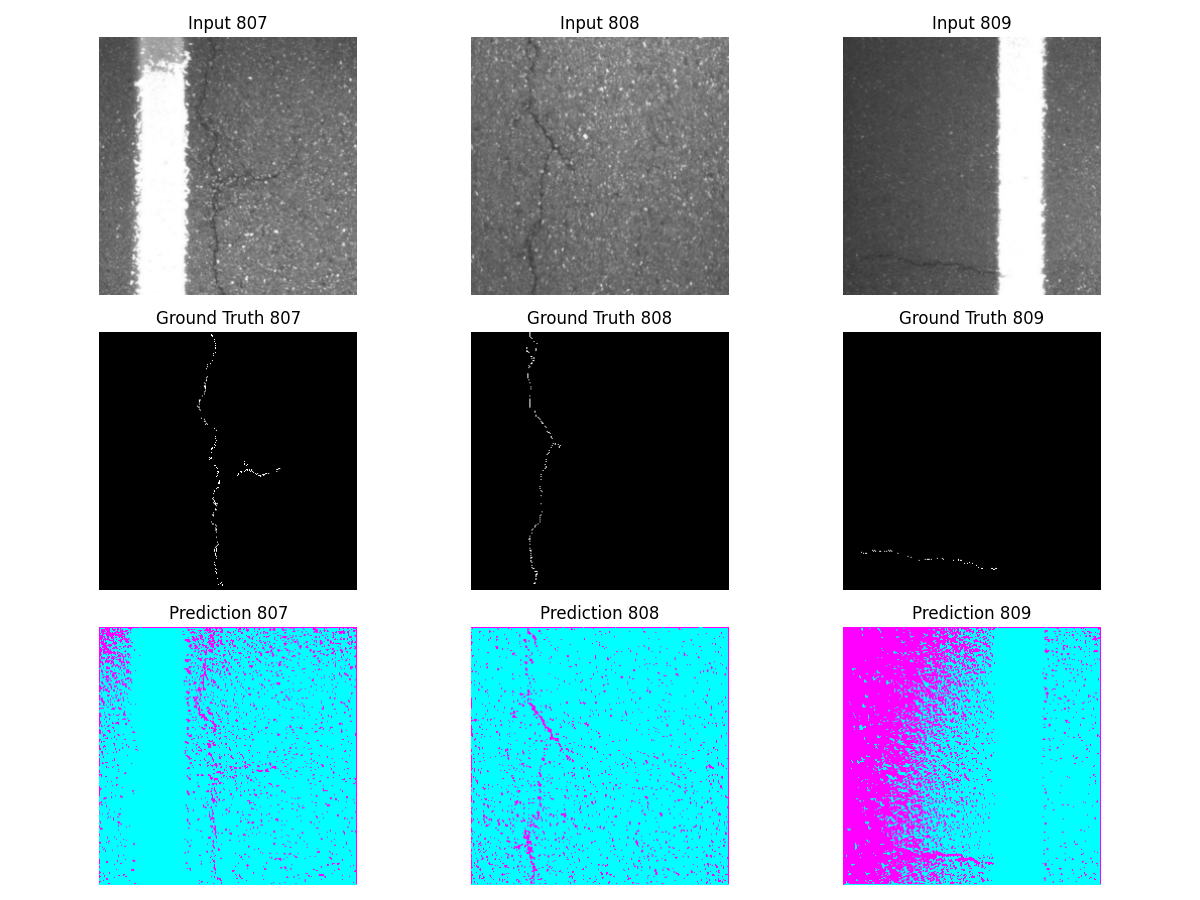 Input 807
Input 808
Input 809
Ground Truth 807
Ground Truth 808
Ground Truth 809
Prediction 807
Prediction 808
Prediction 809